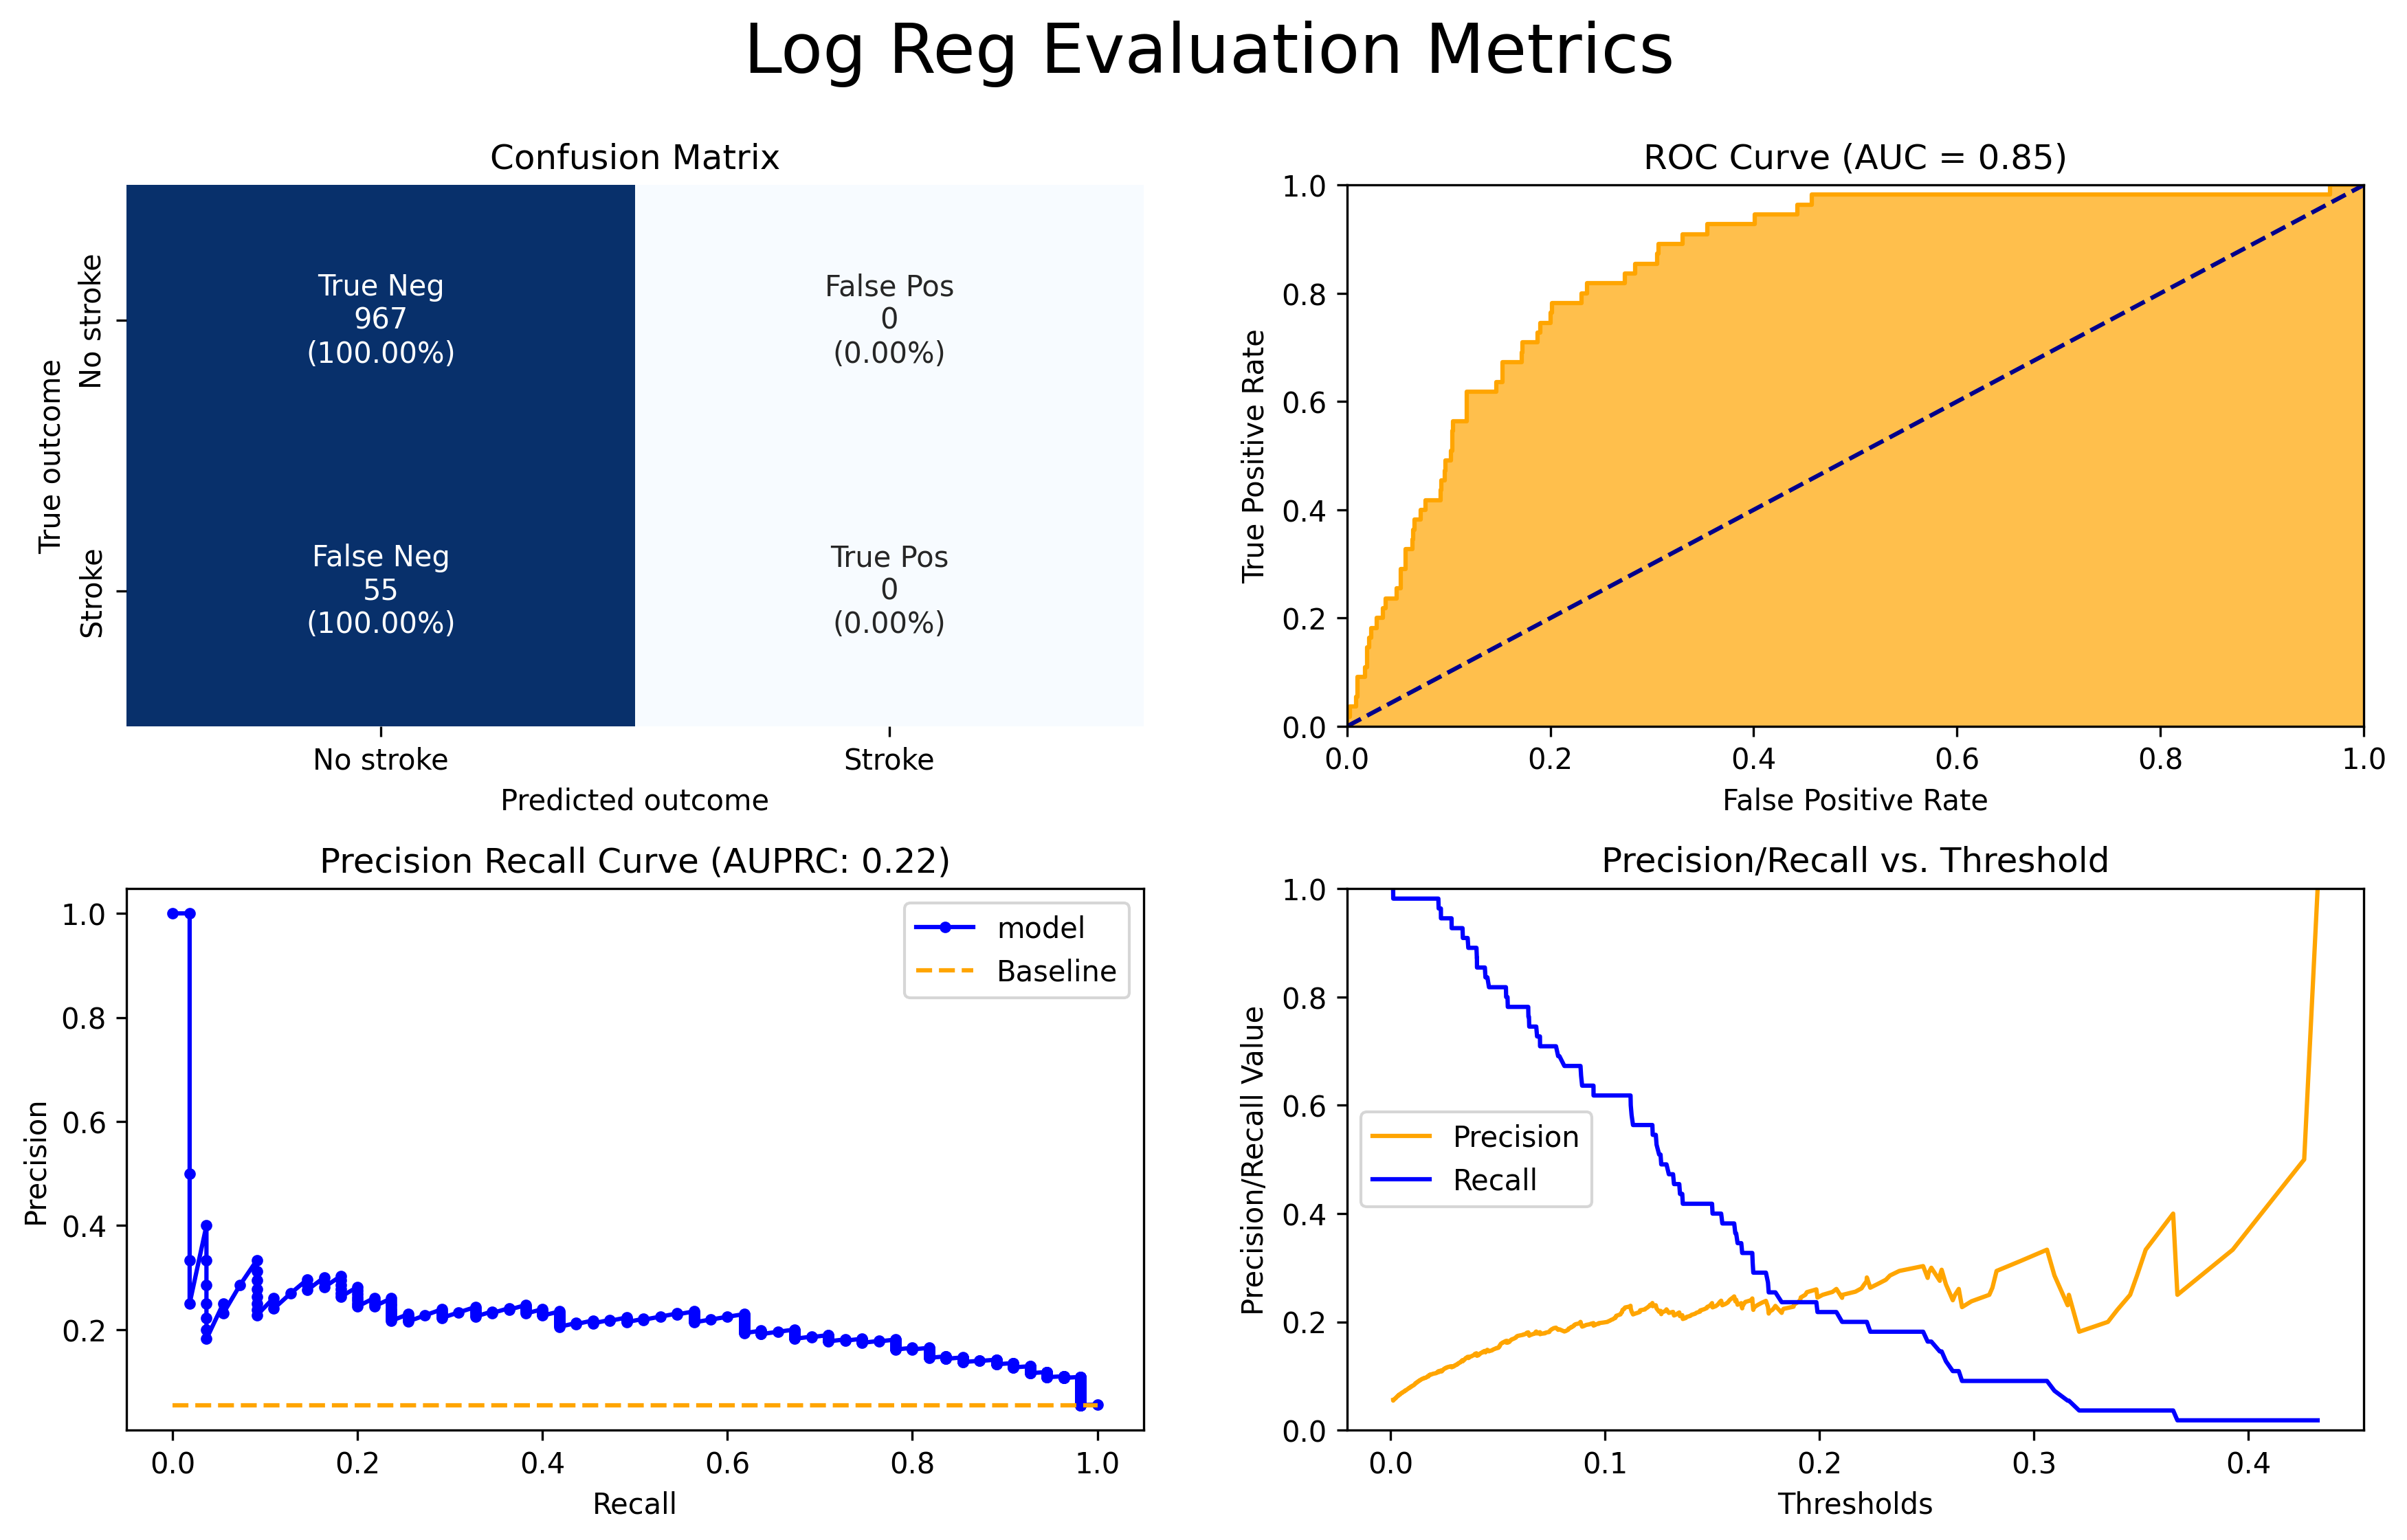 Log Reg Evaluation Metrics
Confusion Matrix
True outcome
No stroke
Stroke
True Neg
967
(100.00%)
False Pos
0
(0.00%)
False Neg
55
(100.00%)
True Pos
0
(0.00%)
No stroke
Stroke
Predicted outcome
ROC Curve (AUC = 0.85)
True Positive Rate
1.0
0.8
0.6
0.4
0.2
0.0
0.0 0.2 0.4 0.6 0.8 1.0
False Positive Rate
Precision Recall Curve (AUPRC: 0.22)
Precision
1.0
0.8
0.6
0.4
0.2
model
Baseline
0.0 0.2 0.4 0.6 0.8 1.0
Recall
Precision/Recall vs. Threshold
Precision/Recall Value
1.0
0.8
0.6
0.4
0.2
0.0
Precision
Recall
0.0 0.1 0.2 0.3 0.4
Thresholds